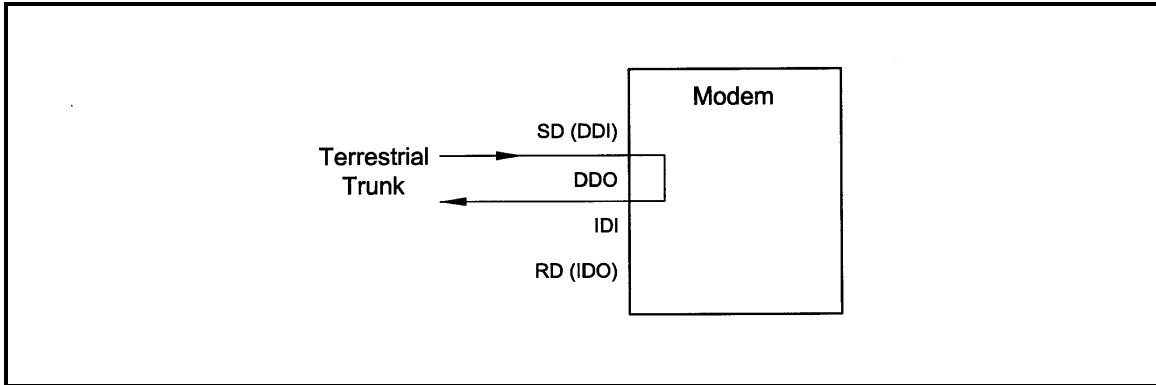 Modem
SD (DDI)
Terrestrial
Trunk
DDO
IDI
RD (IDO)